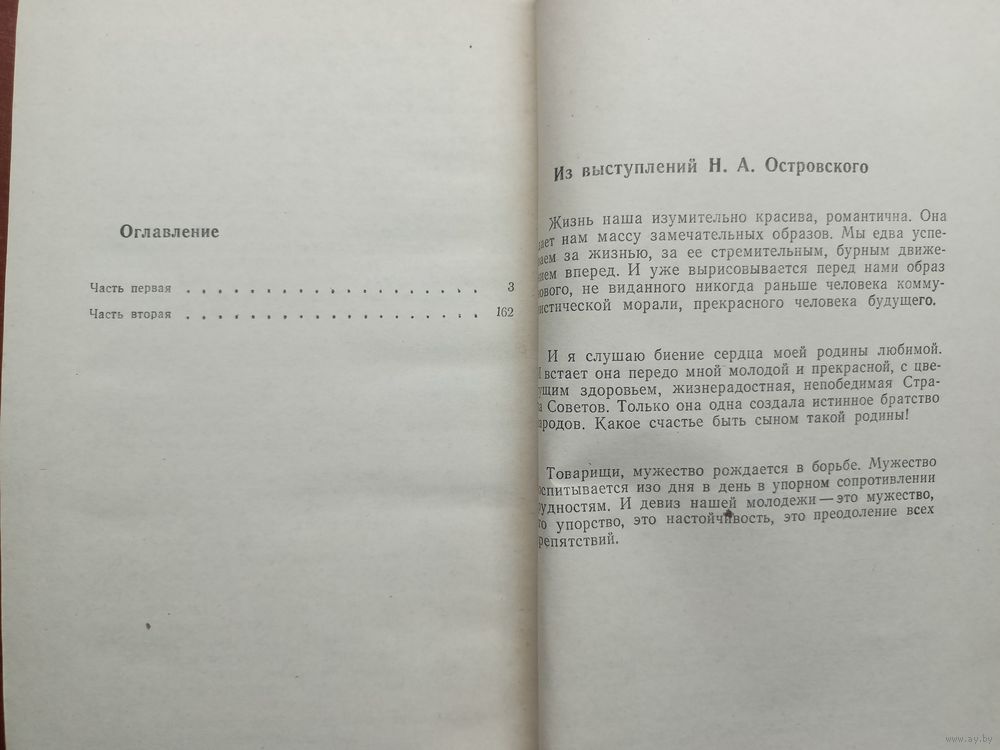 Оглавление
Часть первая . . . . . . . . . . . . . . . . . . 3
Часть вторая . . . . . . . . . . . . . . . . . . 162
Из выступлений Н. А. Островского
Жизнь наша изумительно красива, романтична. Она
дает нам массу замечательных образов. Мы едва успе-
ваем за жизнью, за ее стремительным, бурным движе-
нием вперед. И уже вырисовывается перед нами образ
нового, не виданного никогда раньше человека комму-
нистической морали, прекрасного человека будущего.
И я слушаю биение сердца моей родины любимой.
И встает она передо мной молодой и прекрасной, с цве-
тущим здоровьем, жизнерадостная, непобедимая Стра-
на Советов. Только она одна создала истинное братство
народов. Какое счастье быть сыном такой родины!
Товарищи, мужество рождается в борьбе. Мужество
воспитывается изо дня в день в упорном сопротивлении
трудностям. И девиз нашей молодежи — это мужество,
это упорство, это настойчивость, это преодоление всех
препятствий.
www.ay.by